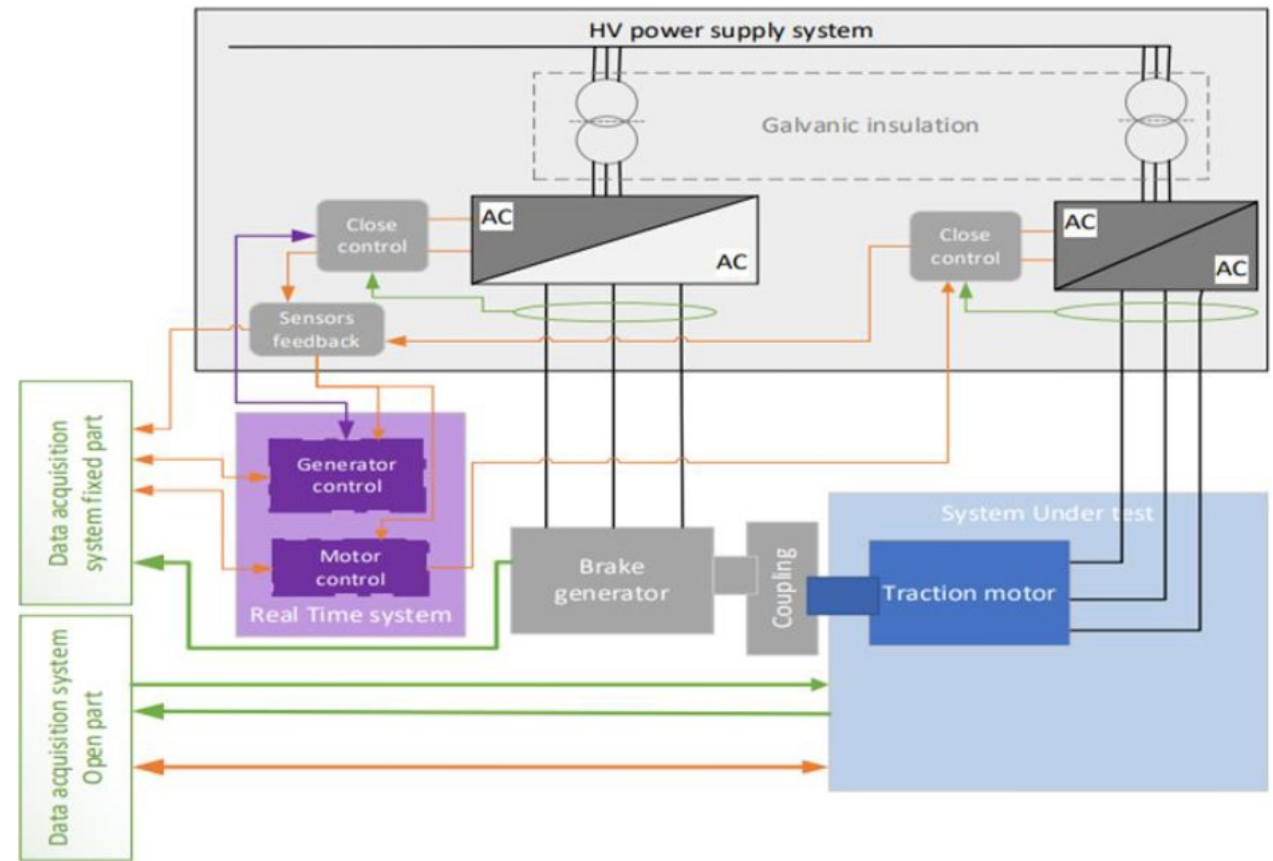 HV power supply system
Galvanic insulation
Close
control
AC
AC
Close
control
AC
AC
Sensors
feedback
Data acquisition
system fixed part
Generator
control
Motor
control
Real Time system
Brake
generator
Coupling
System Under test
Traction motor
Data acquisition system
Open part